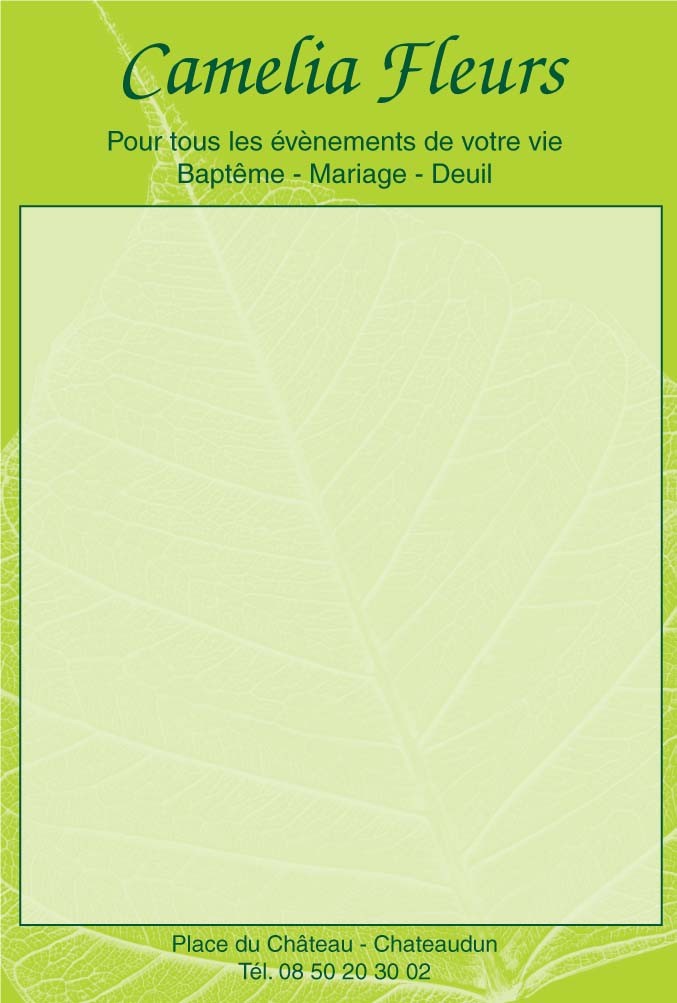 Camelia Fleurs
Pour tous les évènements de votre vie
Baptême - Mariage - Deuil
Place du Château - Chateaudun
Tél. 08 50 20 30 02